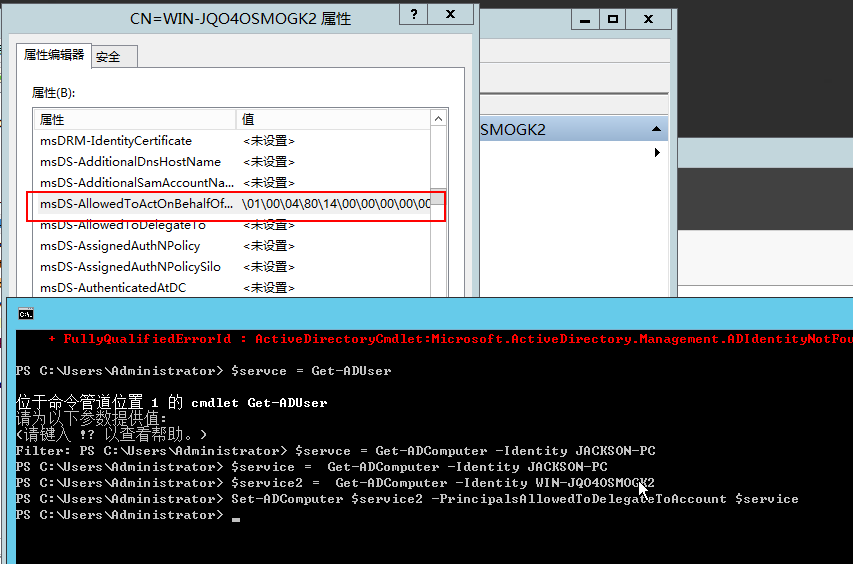 CN=WIN-JQO4OSMOGK2 属性
? x
属性编辑器 安全
属性(B):
属性 值
msDRM-IdentityCertificate <未设置>
msDS-AdditionalDnsHostName <未设置>
msDS-AdditionalSamAccountNa... <未设置>
msDS-AllowedToActOnBehalfOf... \01\00\04\80\14\00\00\00\00\00
msDS-AllowedToDelegateTo <未设置>
msDS-AssignedAuthNPolicy <未设置>
msDS-AssignedAuthNPolicySilo <未设置>
msDS-AuthenticatedAtDC <未设置>
SMOGK2
+ FullyQualifiedErrorId : ActiveDirectoryCmdlet:Microsoft.ActiveDirectory.Management.ADIdentityNotFou
PS C:\Users\Administrator> $servce = Get-ADUser
位于命令管道位置 1 的 cmdlet Get-ADUser
请为以下参数提供值:
(请键入 !? 以查看帮助。)
Filter: PS C:\Users\Administrator> $servce = Get-ADComputer -Identity JACKSON-PC
PS C:\Users\Administrator> $service =  Get-ADComputer -Identity JACKSON-PC
PS C:\Users\Administrator> $service2 =  Get-ADComputer -Identity WIN-JQO4OSMOGK2
PS C:\Users\Administrator> Set-ADComputer $service2 -PrincipalsAllowedToDelegateToAccount $service
PS C:\Users\Administrator> _